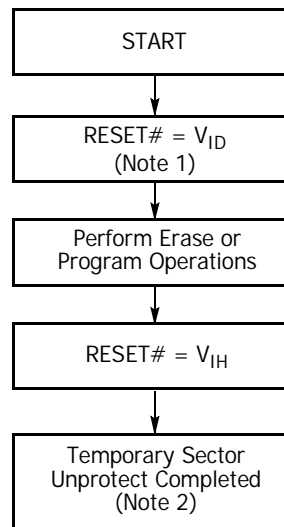 START
RESET# = VID
(Note 1)
Perform Erase or
Program Operations
RESET# = VIH
Temporary Sector
Unprotect Completed
(Note 2)